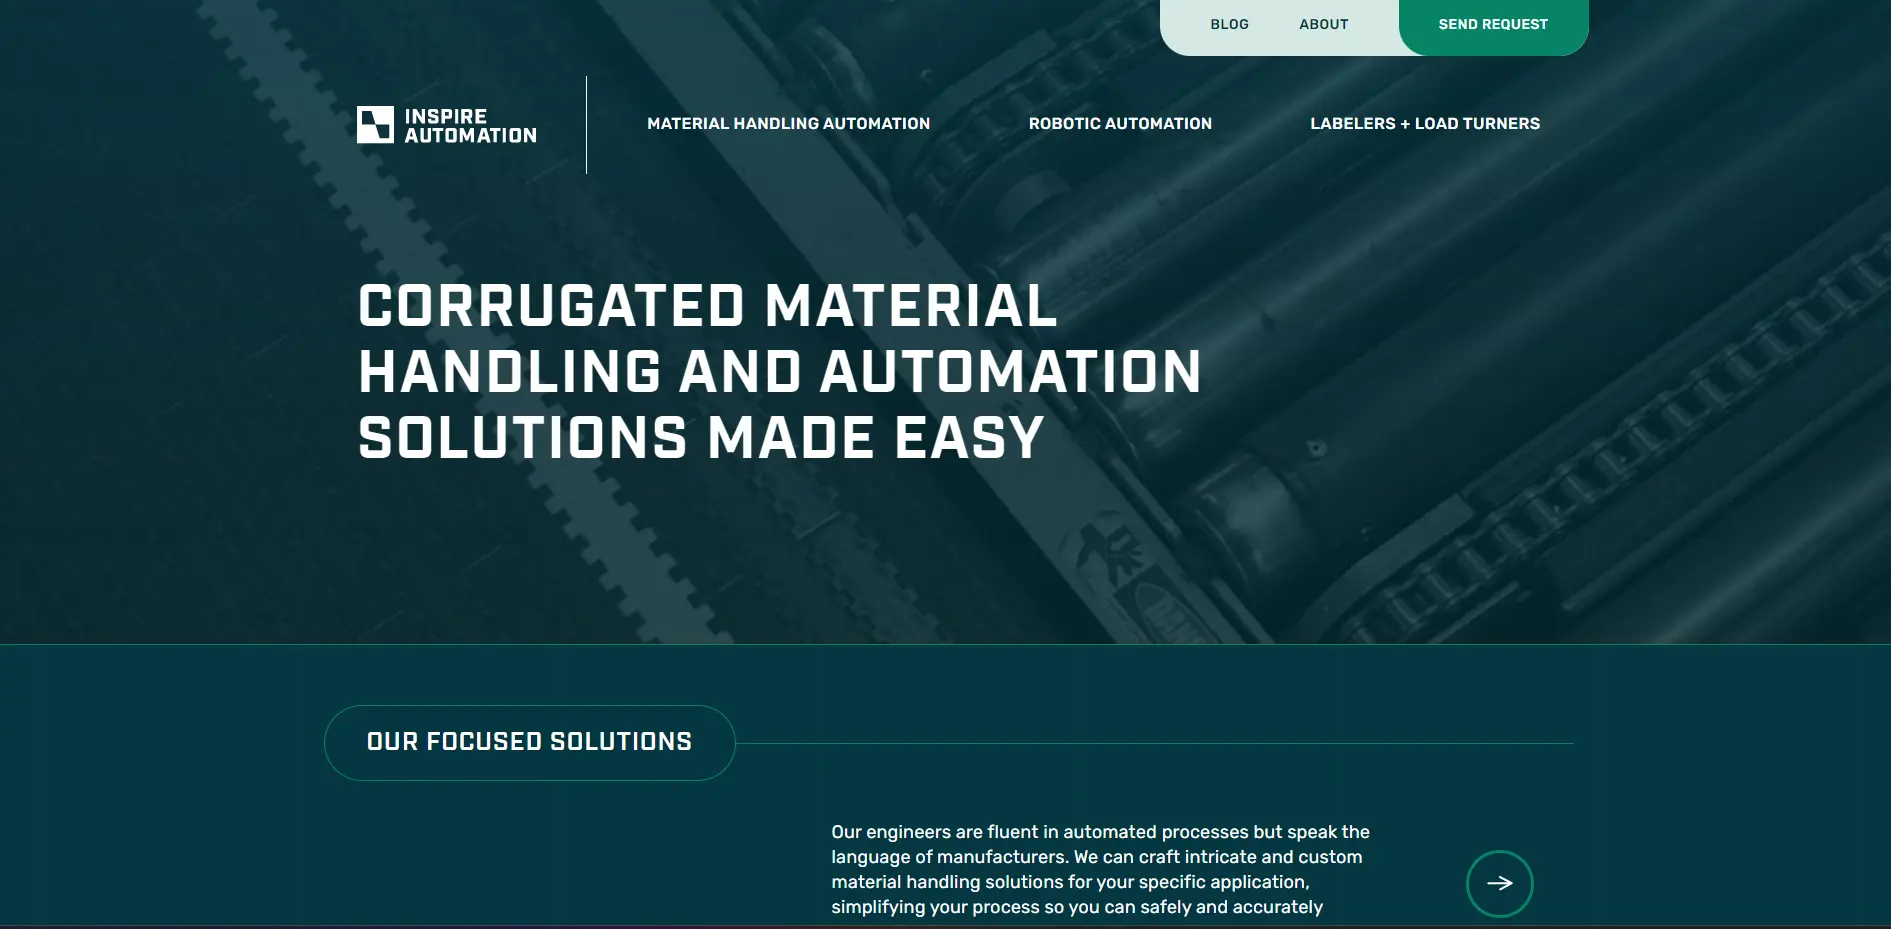 BLOG
ABOUT
SEND REQUEST
INSPIRE
AUTOMATION
MATERIAL HANDLING AUTOMATION
ROBOTIC AUTOMATION
LABELERS + LOAD TURNERS
CORRUGATED MATERIAL
HANDLING AND AUTOMATION
SOLUTIONS MADE EASY
OUR FOCUSED SOLUTIONS
Our engineers are fluent in automated processes but speak the
language of manufacturers. We can craft intricate and custom
material handling solutions for your specific application,
simplifying your process so you can safely and accurately